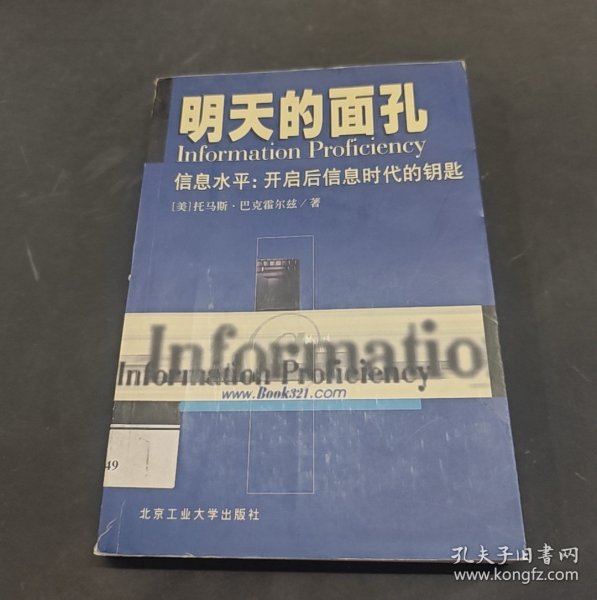 明天的面孔
Information Proficiency
信息水平：开启后信息时代的钥匙
[美]托马斯·巴克霍尔兹／著
Informatio
Information Proficiency
www.Book321.com
49
北京工业大学出版社
孔夫子旧书网
www.kongfz.com